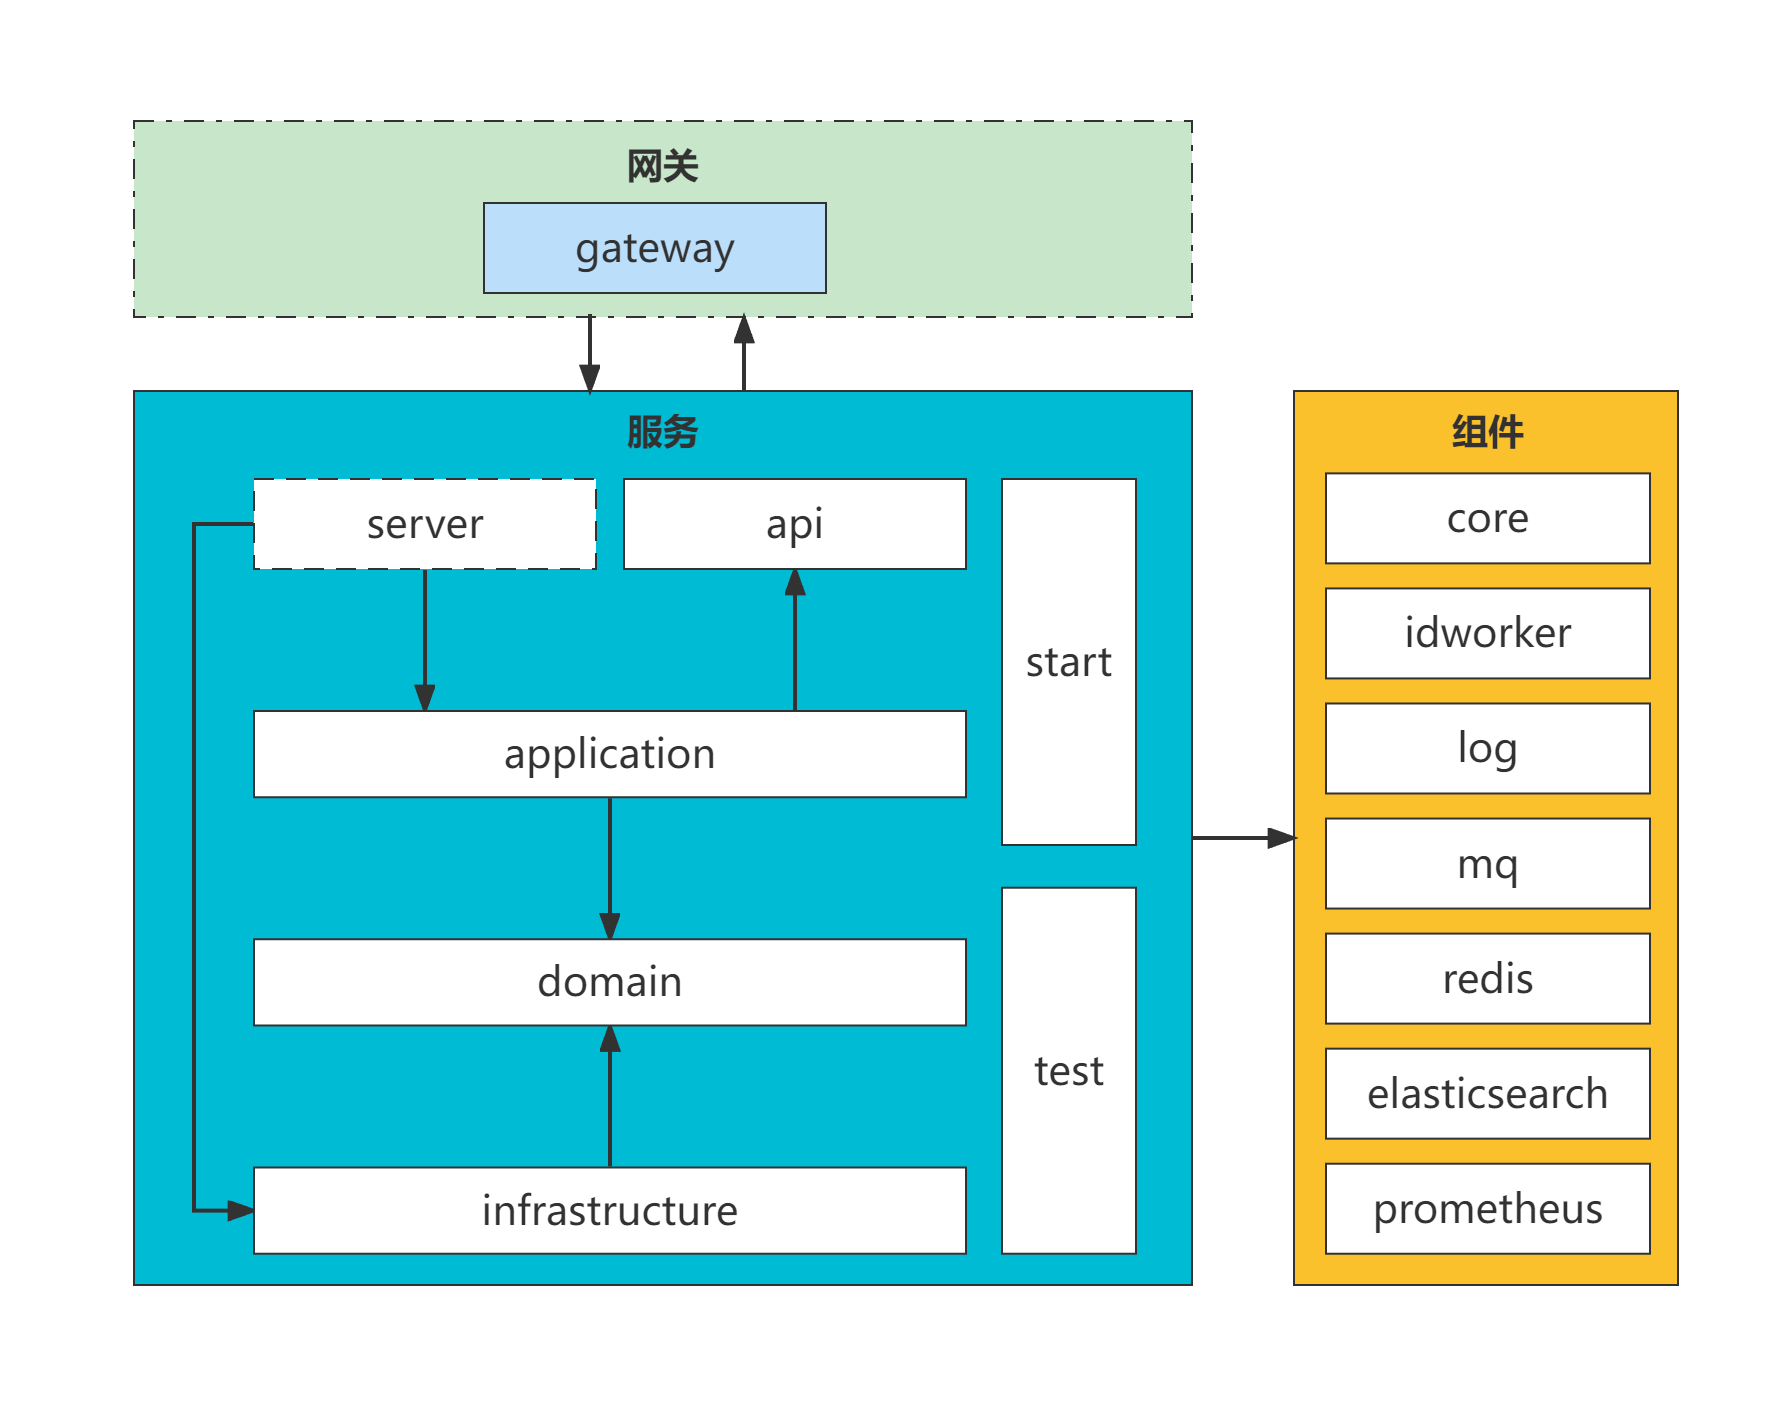 网关
gateway
服务
server
api
start
application
domain
test
infrastructure
组件
core
idworker
log
mq
redis
elasticsearch
prometheus